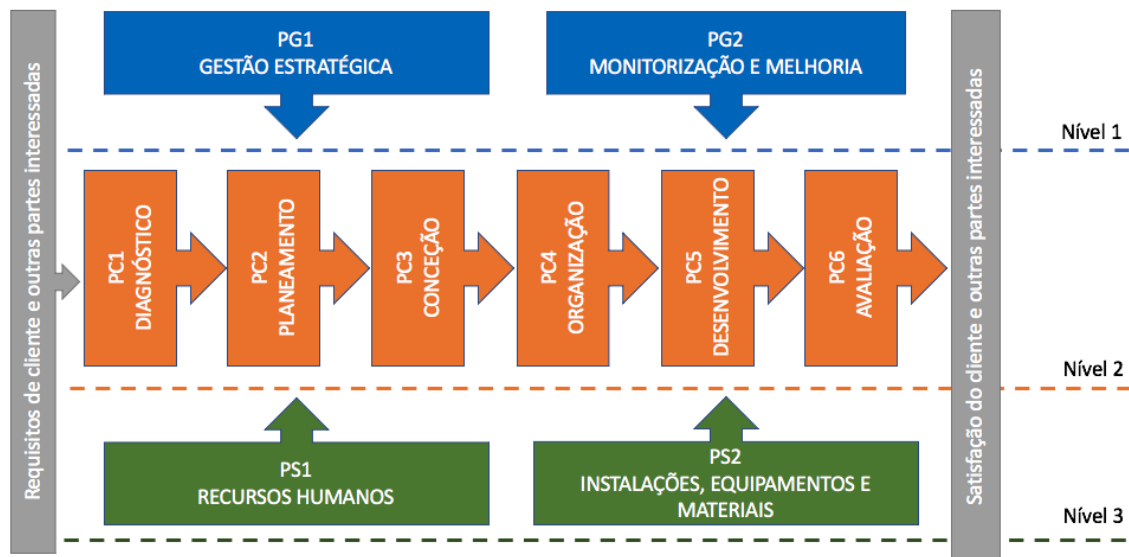 Requisitos de cliente e outras partes interessadas
PG1
GESTÃO ESTRATÉGICA
PG2
MONITORIZAÇÃO E MELHORIA
Nível 1
PC1
DIAGNÓSTICO
PC2
PLANEAMENTO
PC3
CONCEÇÃO
PC4
ORGANIZAÇÃO
PC5
DESENVOLVIMENTO
PC6
AVALIAÇÃO
Satisfação do cliente e outras partes interessadas
Nível 2
PS1
RECURSOS HUMANOS
PS2
INSTALAÇÕES, EQUIPAMENTOS E
MATERIAIS
Nível 3